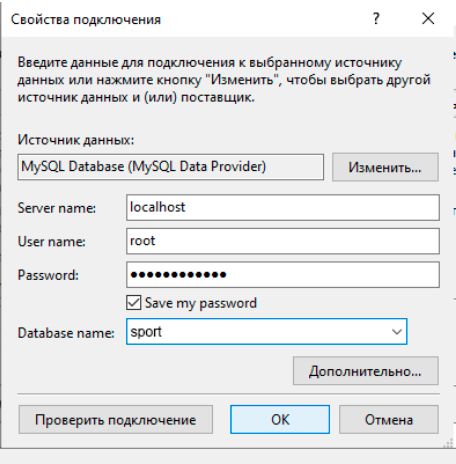 Свойства подключения ? ×
Введите данные для подключения к выбранному источнику
данных или нажмите кнопку "Изменить", чтобы выбрать другой
источник данных и (или) поставщик.
Источник данных:
MySQL Database (MySQL Data Provider) Изменить...
Server name: localhost
User name: root
Password: ●●●●●●●●●●●●
Save my password
Database name: sport
Дополнительно...
Проверить подключение OK Отмена